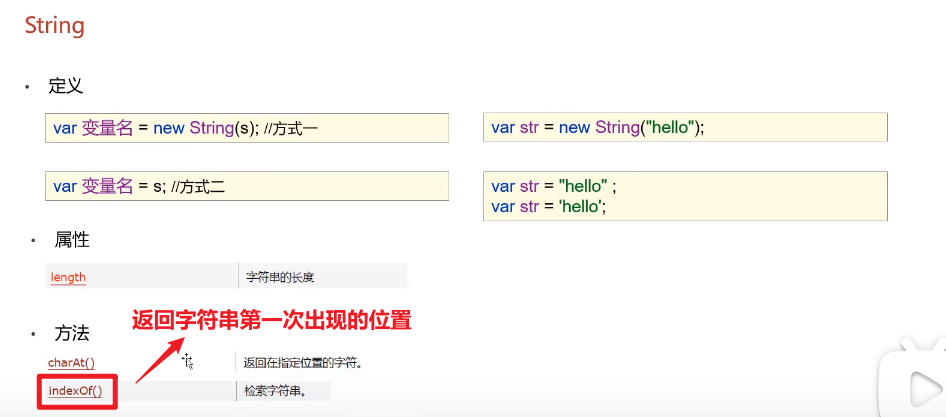 String
• 定义
var 变量名 = new String(s); //方式一
var str = new String("hello");
var 变量名 = s; //方式二
var str = "hello" ;
var str = 'hello';
• 属性
length 字符串的长度
返回字符串第一次出现的位置
• 方法
charAt() 返回在指定位置的字符。
indexOf() 检索字符串。